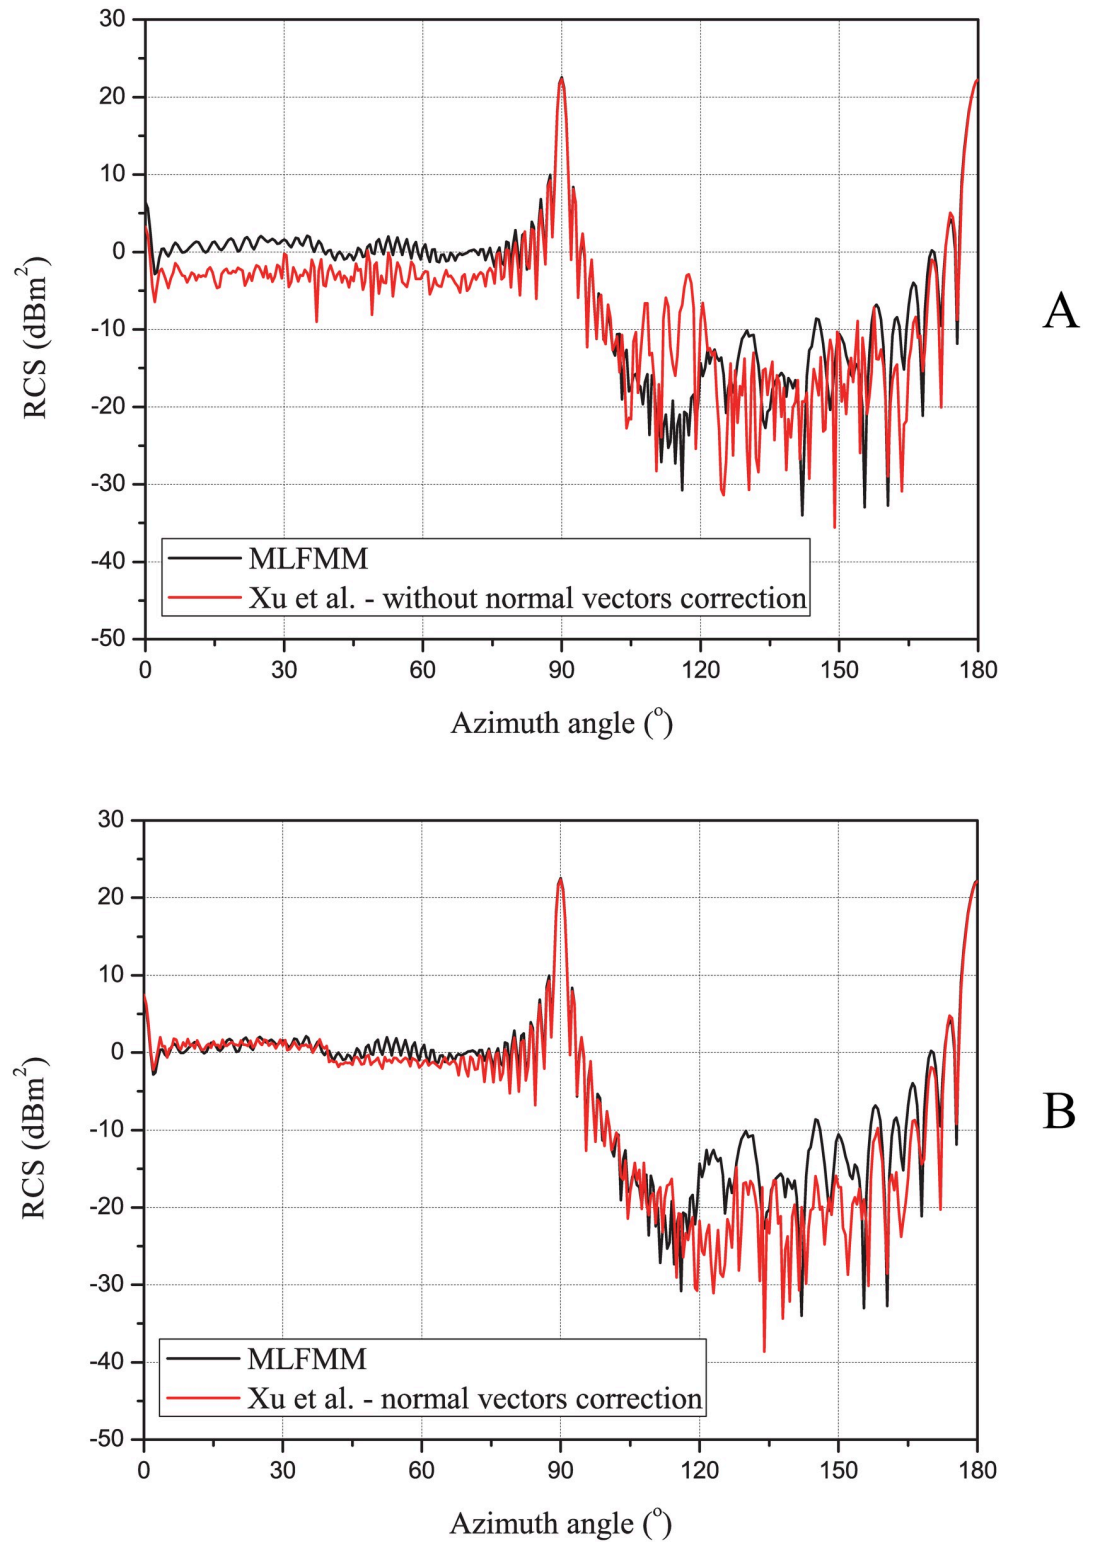 30
20
10
0
-10
-20
-30
-40
-50
RCS (dBm²)
A
MLFMM
Xu et al. - without normal vectors correction
0 30 60 90 120 150 180
Azimuth angle (°)
30
20
10
0
-10
-20
-30
-40
-50
RCS (dBm²)
B
MLFMM
Xu et al. - normal vectors correction
0 30 60 90 120 150 180
Azimuth angle (°)